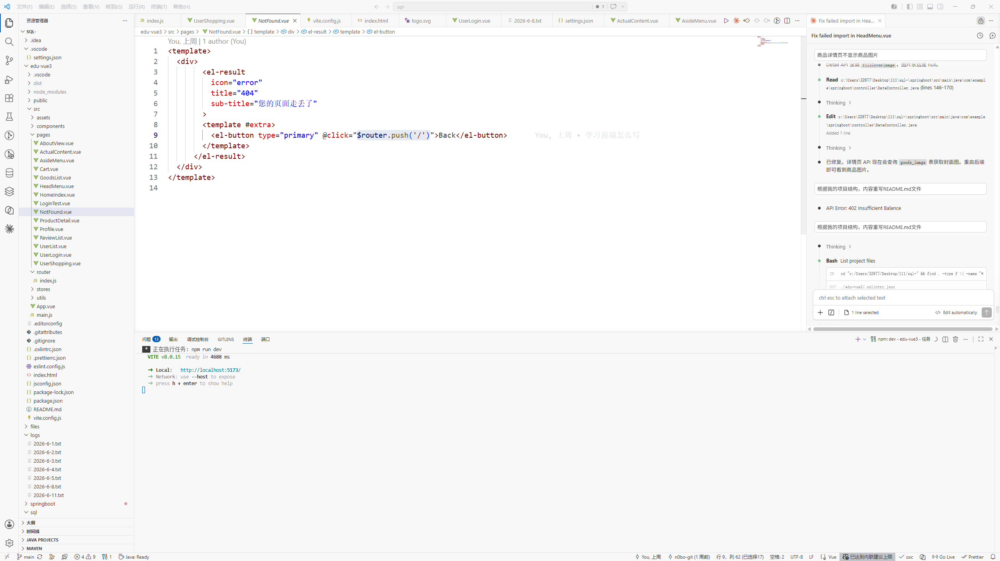 文件(F) 编辑(E) 选择(S) 查看(V) 转到(G) 运行(R) 终端(T) 帮助(H)
sql-
1
资源管理器
SQL-
.idea
.vscode
settings.json
edu-vue3
.vscode
dist
node_modules
public
src
assets
components
pages
AboutView.vue
ActualContent.vue
AsideMenu.vue
Cart.vue
GoodsList.vue
HeadMenu.vue
HomeIndex.vue
LoginTest.vue
NotFound.vue
ProductDetail.vue
Profile.vue
ReviewList.vue
UserList.vue
UserLogin.vue
UserShopping.vue
router
index.js
stores
utils
App.vue
main.js
.editorconfig
.gitattributes
.gitignore
.oxlintrc.json
.prettierrc.json
eslint.config.js
index.html
jsconfig.json
package-lock.json
package.json
README.md
vite.config.js
files
logs
2026-6-1.txt
2026-6-2.txt
2026-6-3.txt
2026-6-4.txt
2026-6-5.txt
2026-6-8.txt
2026-6-11.txt
springboot
sql
大纲
时间线
JAVA PROJECTS
MAVEN
index.js UserShopping.vue NotFound.vue vite.config.js index.html logo.svg UserLogin.vue 2026-6-8.txt settings.json ActualContent.vue AsideMenu.vue
edu-vue3 > src > pages > NotFound.vue > {} template > div > el-result > template > el-button
You, 上周 | 1 author (You)
1 <template>
2 <div>
3 <el-result
4 icon="error"
5 title="404"
6 sub-title="您的页面走丢了"
7 >
8 <template #extra>
9 <el-button type="primary" @click="$router.push('/')">Back</el-button> You, 上周 • 学习前端怎么写
10 </template>
11 </el-result>
12 </div>
13 </template>
14
Fix failed import in Hea...
Fix failed import in HeadMenu.vue
商品详情页不显示商品图片
Detail API 没调 fillCoverImage，图片永远是 null。
Read c:\Users\32977\Desktop\111\sql-\springboot\src\main\java\com\exampl
e\springboot\controller\DataController.java (lines 146-170)
Thinking
Edit c:\Users\32977\Desktop\111\sql-\springboot\src\main\java\com\example
\springboot\controller\DataController.java
Added 1 line
Thinking
已修复。详情页 API 现在会查询 goods_image 表获取封面图。重启后端
即可看到商品图片。
根据我的项目结构，内容重写README.md文件
API Error: 402 Insufficient Balance
根据我的项目结构，内容重写README.md文件
Thinking
Bash List project files
IN cd "c:/Users/32977/Desktop/111/sql-" && find . -type f \( -name "*
OUT ./edu-vue3/.oxlintrc.json
ctrl esc to attach selected text
1 line selected Edit automatically
问题 13 输出 调试控制台 GITLENS 终端 端口
npm: dev - edu-vue3 - 任务
* 正在执行任务: npm run dev
VITE v8.0.15 ready in 4688 ms
➜ Local: http://localhost:5173/
➜ Network: use --host to expose
➜ press h + enter to show help
main 4 9 1 Java: Ready
You, 上周 n0bo-git (1 周前) 行 9，列 62 (已选择17) 空格: 2 UTF-8 LF {} Vue 已达到内联建议上限 oxc Go Live Prettier